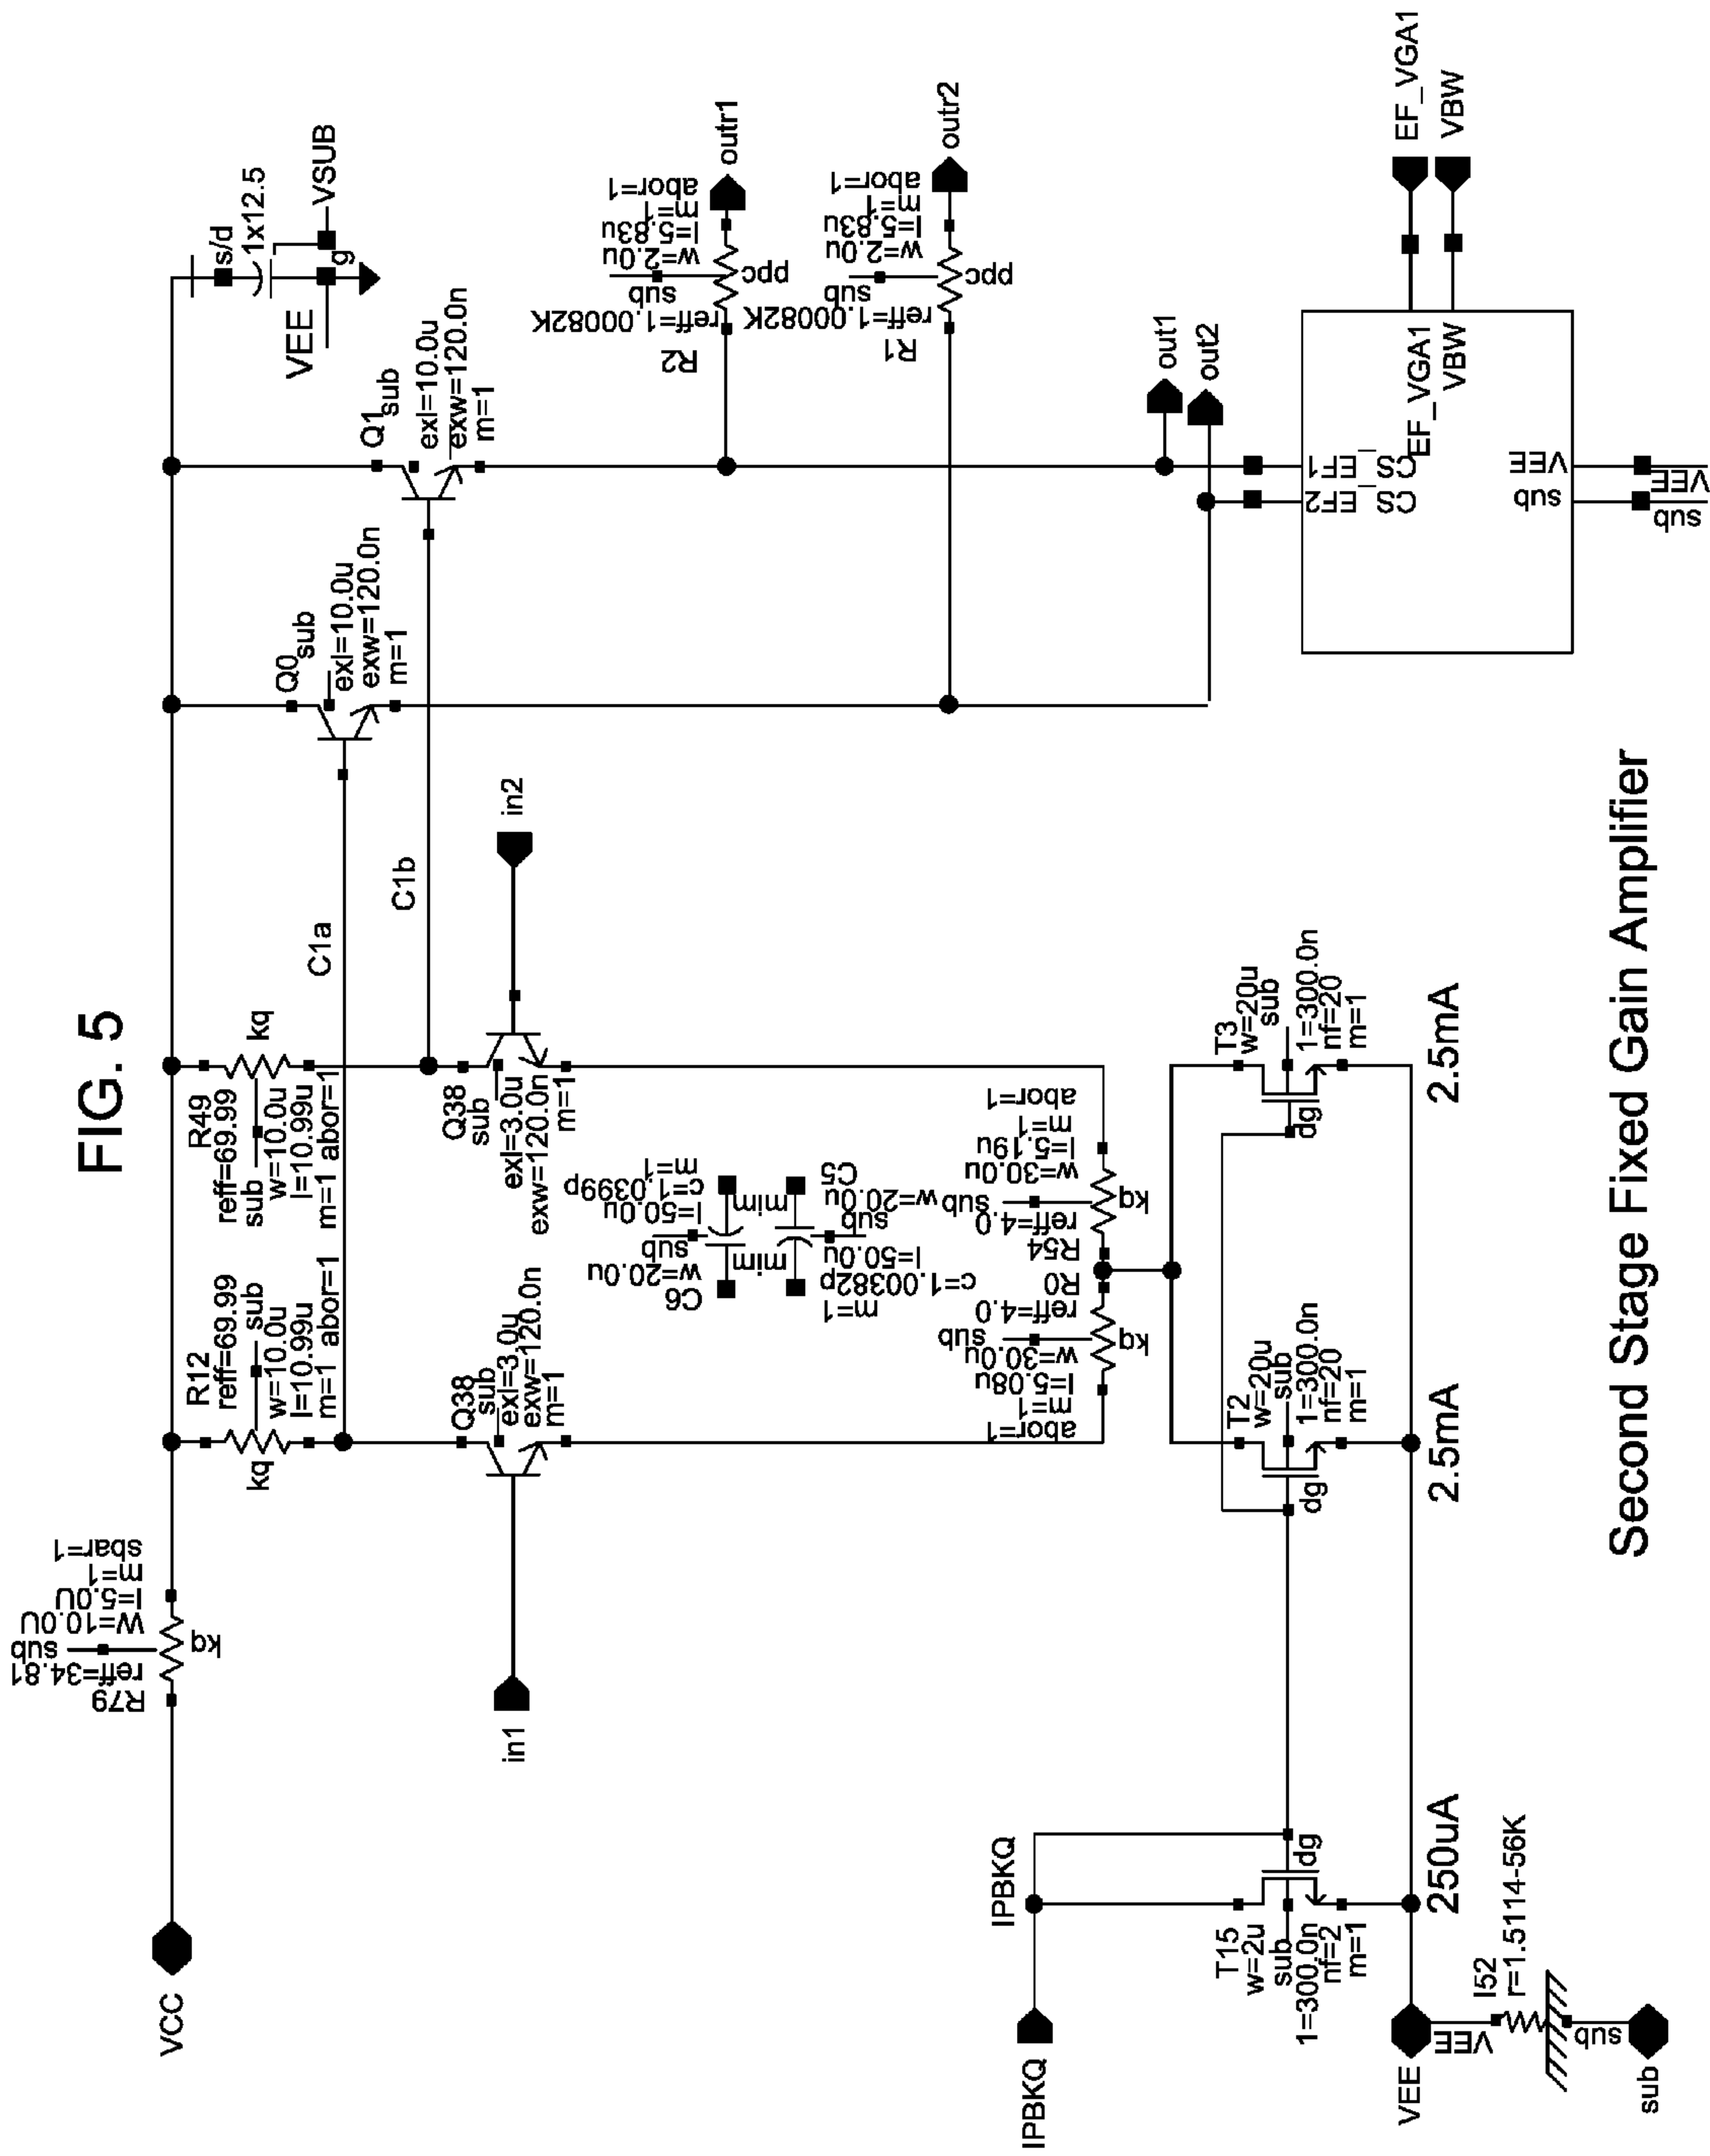 FIG. 5
VCC
R79
reff=34.81
sub
W=10.0U
l=5.0U
m=1
sbar=1
kq
R12
reff=69.99
sub
w=10.0u
l=10.99u
m=1 abor=1
kq
R49
reff=69.99
sub
w=10.0u
l=10.99u
m=1 abor=1
kq
C1a
C1b
Q0
sub
exl=10.0u
exw=120.0n
m=1
Q1
sub
exl=10.0u
exw=120.0n
m=1
s/d
1x12.5
VEE
g
VSUB
in1
Q38
sub
exl=3.0u
exw=120.0n
m=1
Q38
sub
exl=3.0u
exw=120.0n
m=1
in2
C6
w=20.0u
sub
l=50.0u
c=1.0399p
m=1
mim
mim
C5
w=20.0u
sub
l=50.0u
c=1.00382p
m=1
R2
reff=1.00082K
sub
w=2.0u
l=5.83u
m=1
abor=1
ppc
outr1
R1
reff=1.00082K
sub
w=2.0u
l=5.83u
m=1
abor=1
ppc
outr2
R0
reff=4.0
sub
w=30.0u
l=5.08u
m=1
abor=1
kq
R54
reff=4.0
sub
w=30.0u
l=5.19u
m=1
abor=1
kq
out1
out2
IPBKQ
IPBKQ
T15
w=2u
sub
1=300.0n
nf=2
m=1
dg
250uA
T2
w=20u
sub
1=300.0n
nf=20
m=1
dg
2.5mA
T3
w=20u
sub
1=300.0n
nf=20
m=1
dg
2.5mA
CS_EF1
CS_EF2
EF_VGA1
VBW
EF_VGA1
VBW
VEE
sub
VEE
sub
VEE
VEE
I52
r=1.5114-56K
sub
sub
Second Stage Fixed Gain Amplifier